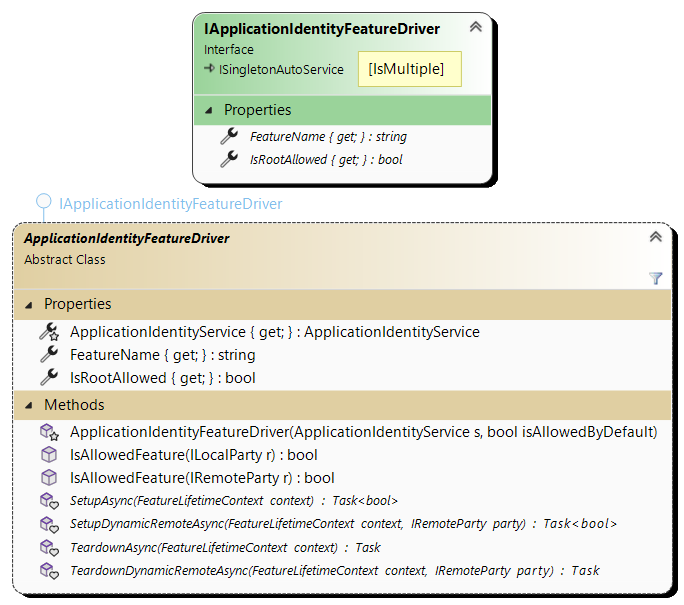 IApplicationIdentityFeatureDriver
Interface
ISingletonAutoService
[IsMultiple]
Properties
FeatureName { get; } : string
IsRootAllowed { get; } : bool
IApplicationIdentityFeatureDriver
ApplicationIdentityFeatureDriver
Abstract Class
Properties
ApplicationIdentityService { get; } : ApplicationIdentityService
FeatureName { get; } : string
IsRootAllowed { get; } : bool
Methods
ApplicationIdentityFeatureDriver(ApplicationIdentityService s, bool isAllowedByDefault)
IsAllowedFeature(ILocalParty r) : bool
IsAllowedFeature(IRemoteParty r) : bool
SetupAsync(FeatureLifetimeContext context) : Task<bool>
SetupDynamicRemoteAsync(FeatureLifetimeContext context, IRemoteParty party) : Task<bool>
TeardownAsync(FeatureLifetimeContext context) : Task
TeardownDynamicRemoteAsync(FeatureLifetimeContext context, IRemoteParty party) : Task